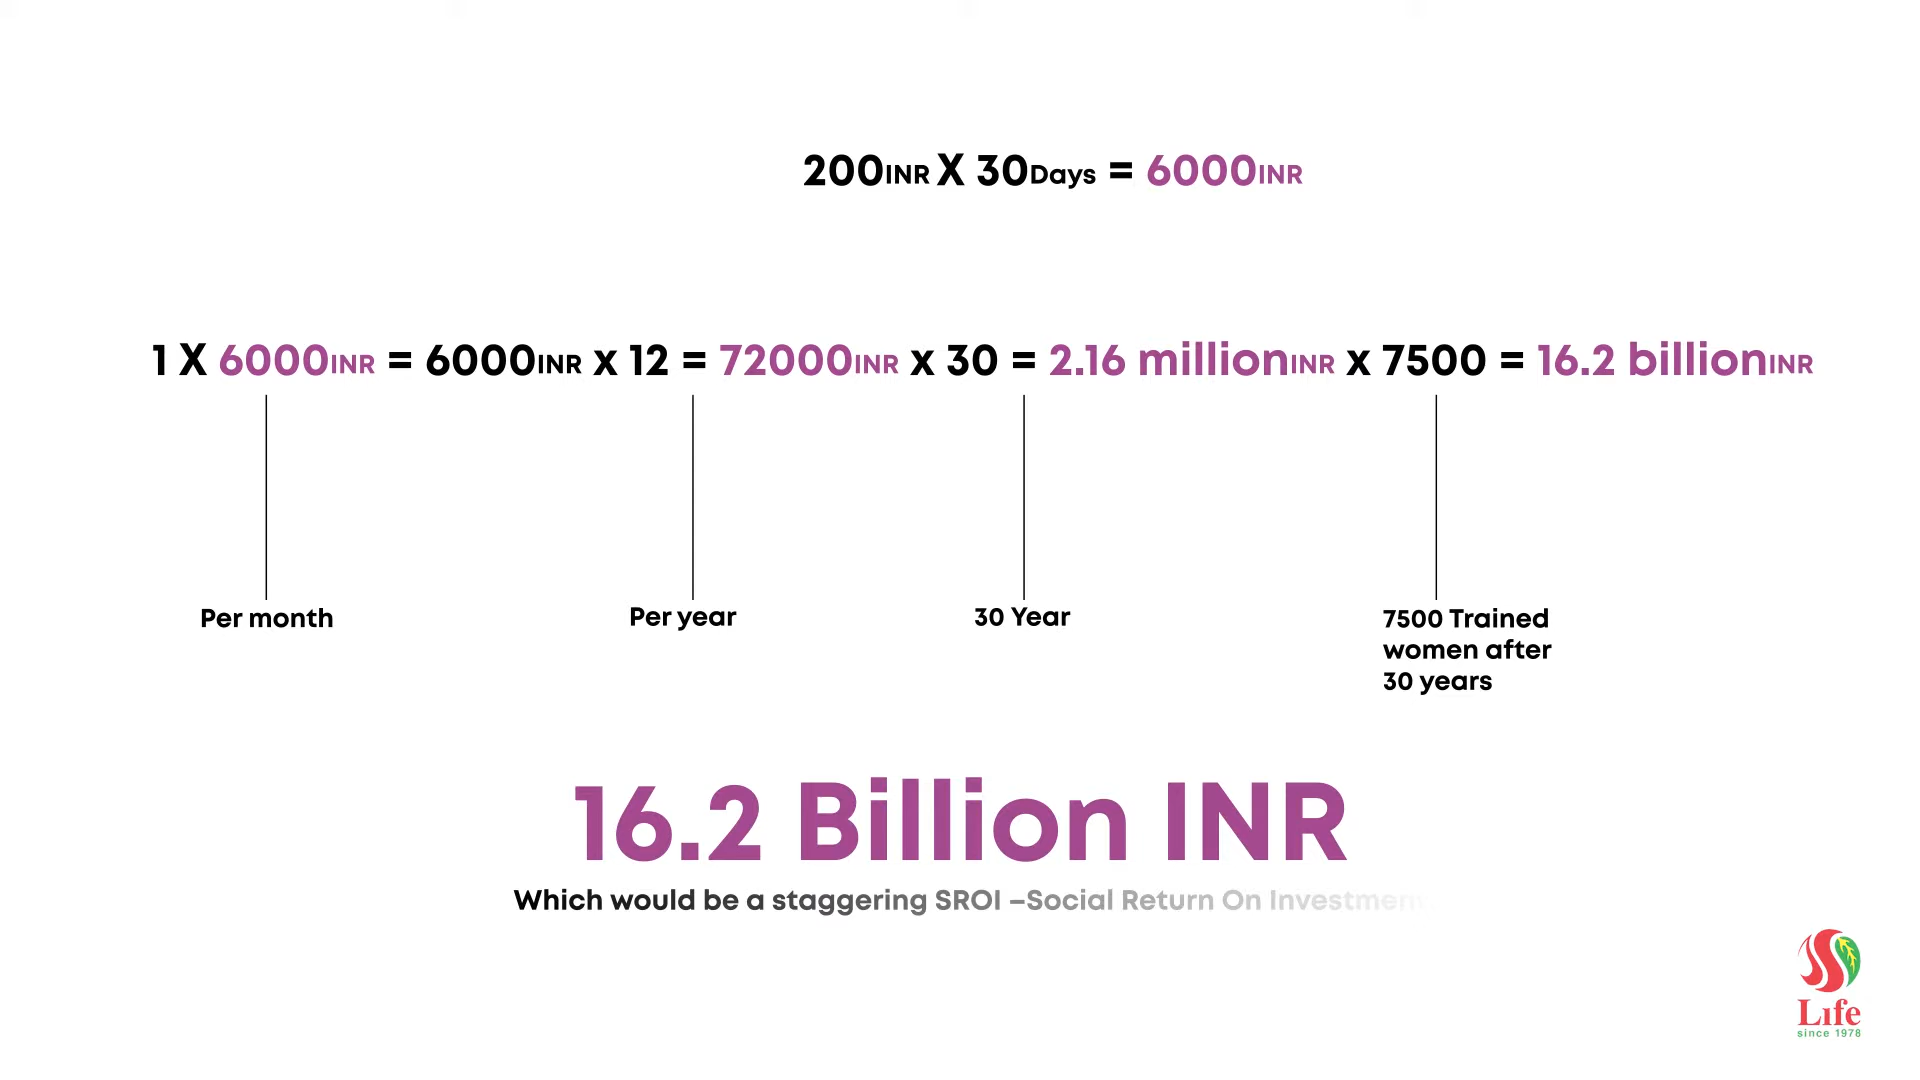 200INR X 30Days = 6000INR
1 X 6000INR = 6000INR x 12 = 72000INR x 30 = 2.16 millionINR x 7500 = 16.2 billionINR
Per month
Per year
30 Year
7500 Trained
women after
30 years
16.2 Billion INR
Which would be a staggering SROI –Social Return On Investment
Life
since 1978